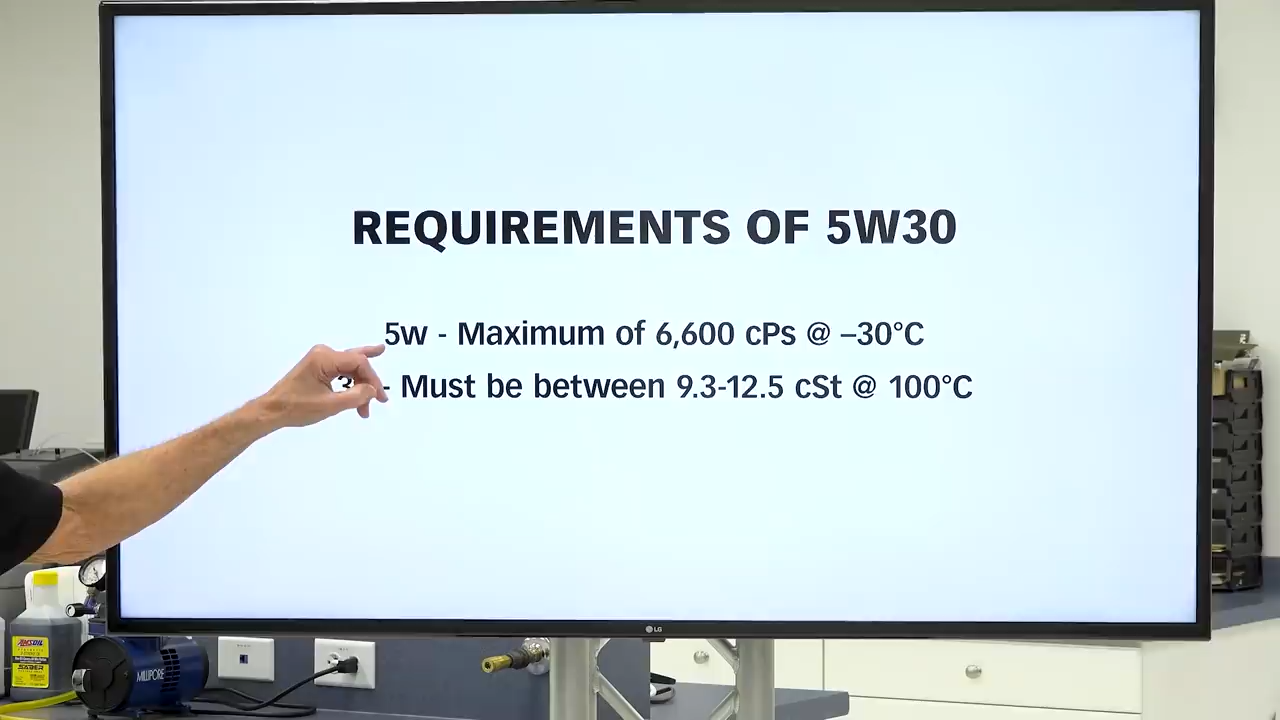 REQUIREMENTS OF 5W30
5w - Maximum of 6,600 cPs @ –30°C
- Must be between 9.3-12.5 cSt @ 100°C
LG
AMSOIL
SABER
MILLIPORE